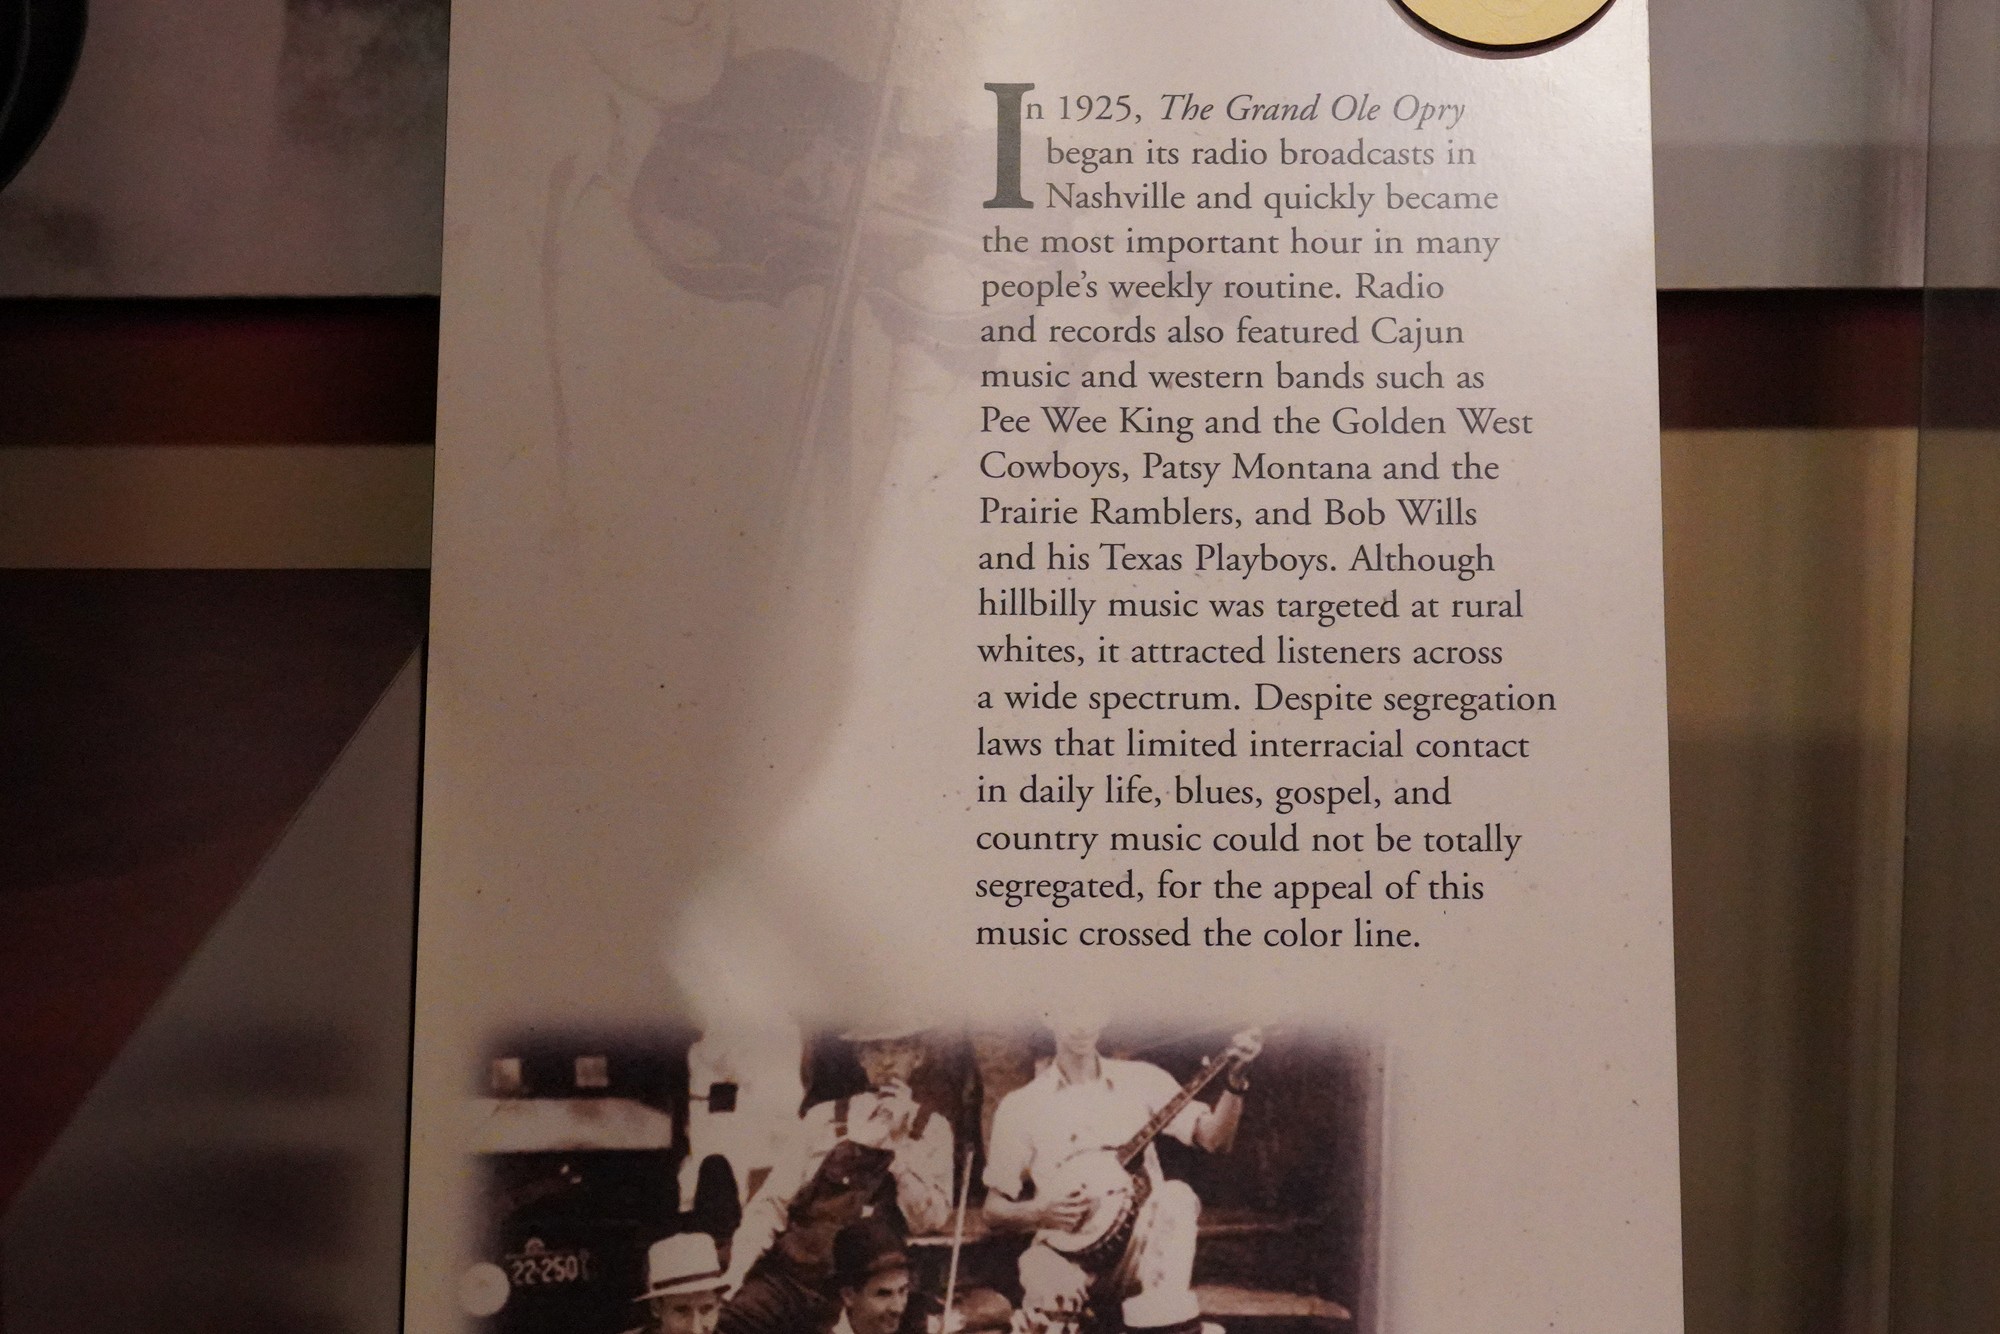 In 1925, The Grand Ole Opry
began its radio broadcasts in
Nashville and quickly became
the most important hour in many
people’s weekly routine. Radio
and records also featured Cajun
music and western bands such as
Pee Wee King and the Golden West
Cowboys, Patsy Montana and the
Prairie Ramblers, and Bob Wills
and his Texas Playboys. Although
hillbilly music was targeted at rural
whites, it attracted listeners across
a wide spectrum. Despite segregation
laws that limited interracial contact
in daily life, blues, gospel, and
country music could not be totally
segregated, for the appeal of this
music crossed the color line.
22-250